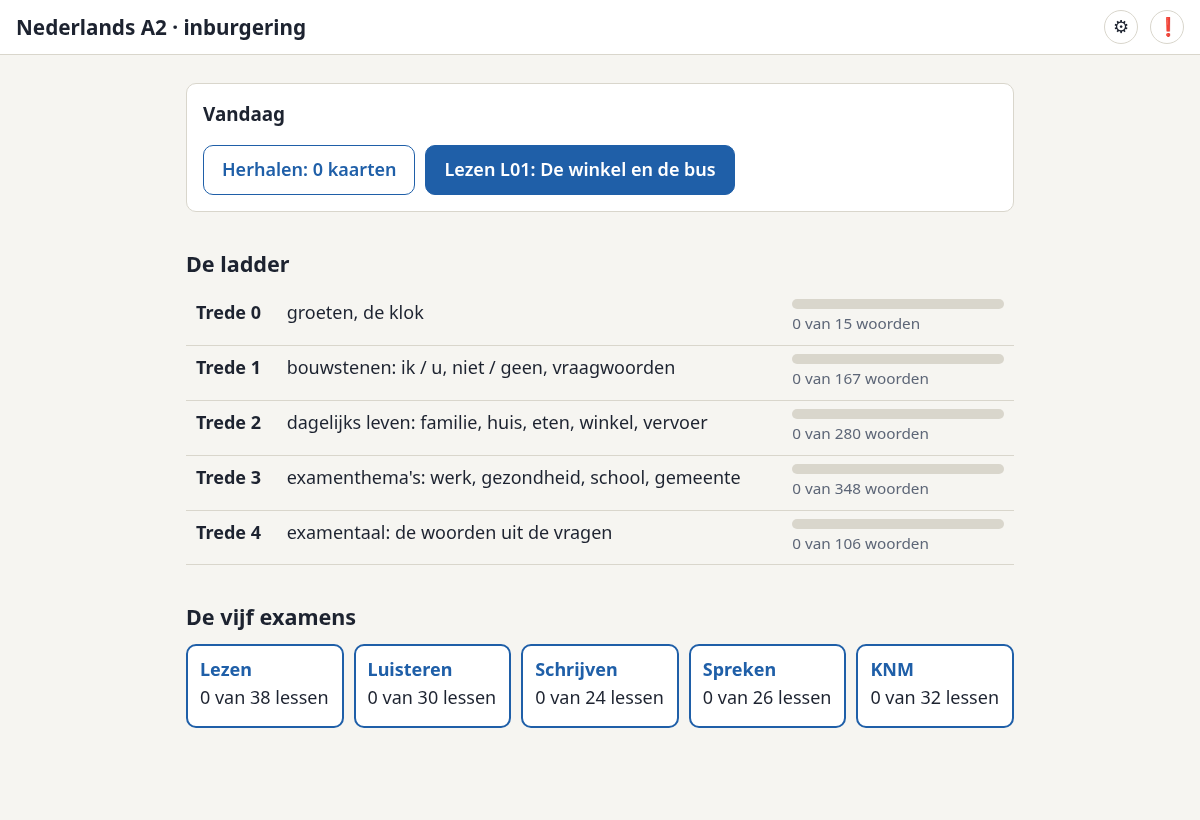 Nederlands A2 · inburgering
⚙ ❗
Vandaag
Herhalen: 0 kaarten
Lezen L01: De winkel en de bus
De ladder
Trede 0 groeten, de klok
0 van 15 woorden
Trede 1 bouwstenen: ik / u, niet / geen, vraagwoorden
0 van 167 woorden
Trede 2 dagelijks leven: familie, huis, eten, winkel, vervoer
0 van 280 woorden
Trede 3 examenthema's: werk, gezondheid, school, gemeente
0 van 348 woorden
Trede 4 examentaal: de woorden uit de vragen
0 van 106 woorden
De vijf examens
Lezen
0 van 38 lessen
Luisteren
0 van 30 lessen
Schrijven
0 van 24 lessen
Spreken
0 van 26 lessen
KNM
0 van 32 lessen